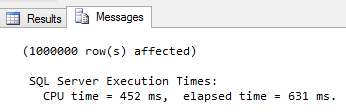 Results Messages
(1000000 row(s) affected)
SQL Server Execution Times:
CPU time = 452 ms, elapsed time = 631 ms.